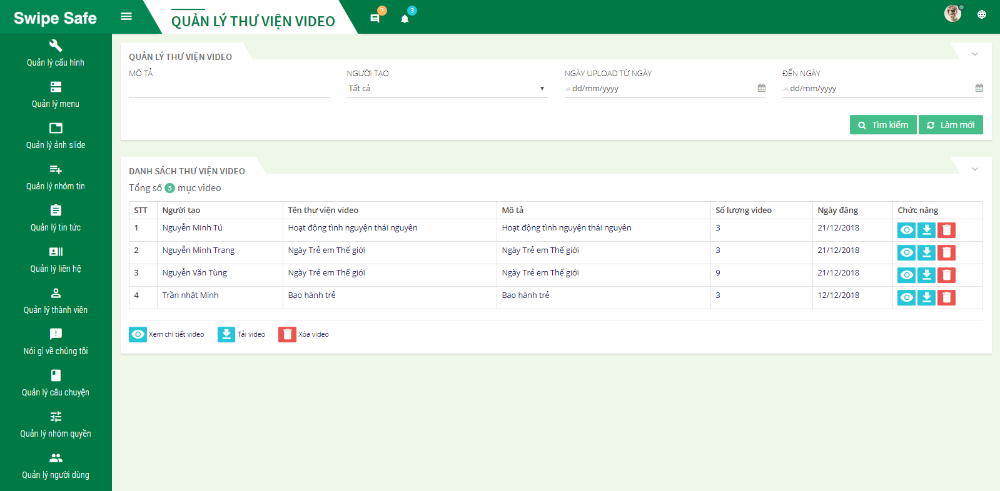 Swipe Safe
QUẢN LÝ THƯ VIỆN VIDEO
7
3
Quản lý cấu hình
Quản lý menu
Quản lý ảnh slide
Quản lý nhóm tin
Quản lý tin tức
Quản lý liên hệ
Quản lý thành viên
Nói gì về chúng tôi
Quản lý câu chuyện
Quản lý nhóm quyền
Quản lý người dùng
QUẢN LÝ THƯ VIỆN VIDEO
MÔ TẢ NGƯỜI TẠO NGÀY UPLOAD TỪ NGÀY ĐẾN NGÀY
Tất cả dd/mm/yyyy dd/mm/yyyy
Tìm kiếm Làm mới
DANH SÁCH THƯ VIỆN VIDEO
Tổng số 5 mục video
STT Người tạo Tên thư viện video Mô tả Số lượng video Ngày đăng Chức năng
1 Nguyễn Minh Tú Hoạt động tình nguyện thái nguyên Hoạt động tình nguyện thái nguyên 3 21/12/2018
2 Nguyễn Minh Trang Ngày Trẻ em Thế giới Ngày Trẻ em Thế giới 3 21/12/2018
3 Nguyễn Văn Tùng Ngày Trẻ em Thế giới Ngày Trẻ em Thế giới 9 21/12/2018
4 Trần nhật Minh Bạo hành trẻ Bạo hành trẻ 3 12/12/2018
Xem chi tiết video Tải video Xóa video